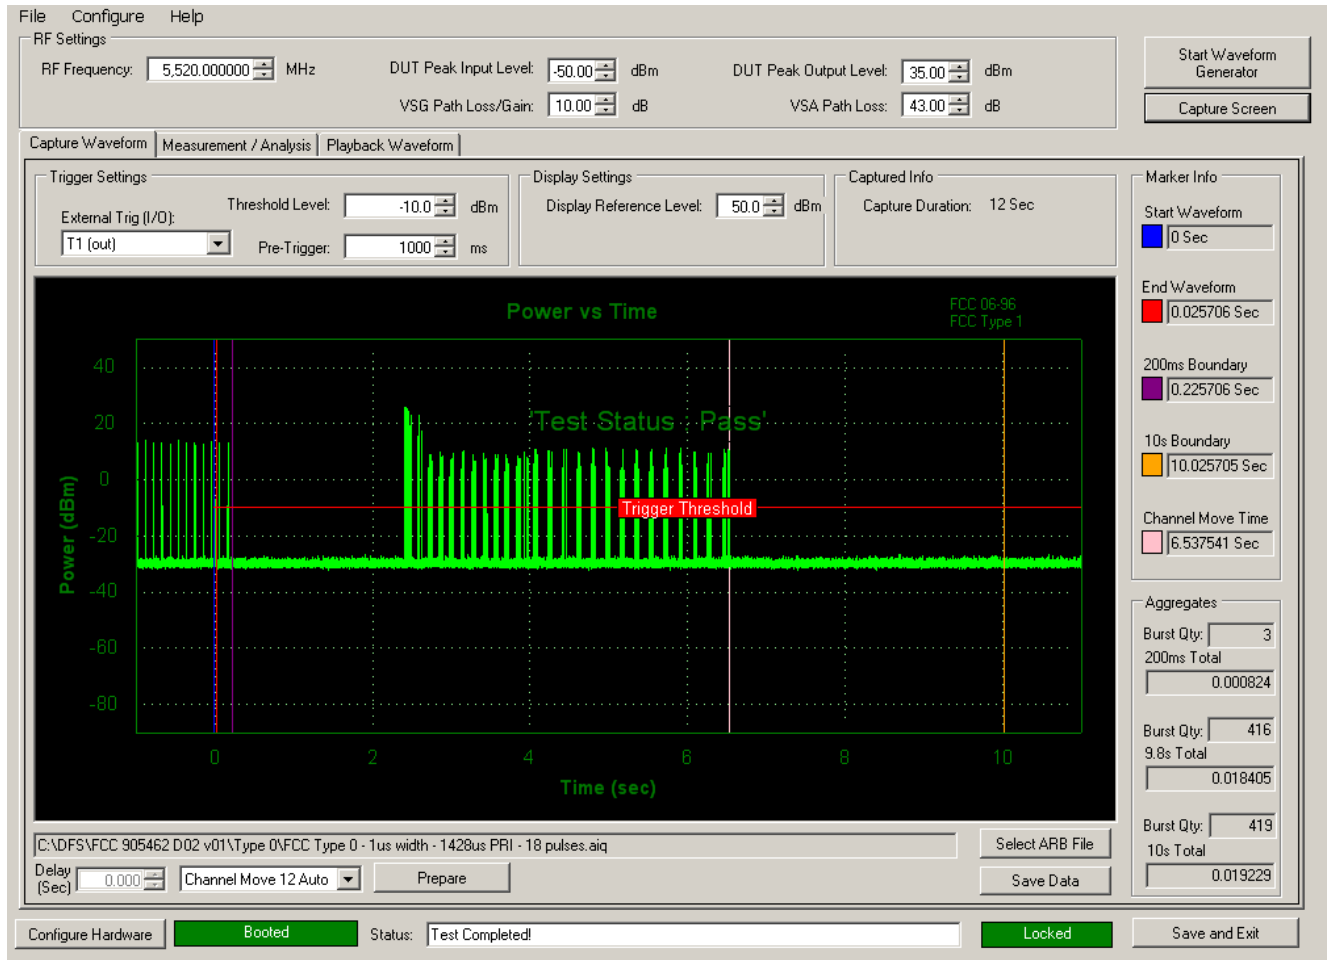 File Configure Help
RF Settings
RF Frequency: 5,520.000000 MHz
DUT Peak Input Level: -50.00 dBm
DUT Peak Output Level: 35.00 dBm
VSG Path Loss/Gain: 10.00 dB
VSA Path Loss: 43.00 dB
Start Waveform
Generator
Capture Screen
Capture Waveform Measurement / Analysis Playback Waveform
Trigger Settings
External Trig (I/O):
T1 (out)
Threshold Level: -10.0 dBm
Pre-Trigger: 1000 ms
Display Settings
Display Reference Level: 50.0 dBm
Captured Info
Capture Duration: 12 Sec
Marker Info
Start Waveform
0 Sec
End Waveform
0.025706 Sec
200ms Boundary
0.225706 Sec
10s Boundary
10.025705 Sec
Channel Move Time
6.537541 Sec
Power vs Time
FCC 06-96
FCC Type 1
'Test Status : Pass'
Trigger Threshold
Power (dBm)
40
20
0
-20
-40
-60
-80
0 2 4 6 8 10
Time (sec)
Aggregates
Burst Qty: 3
200ms Total
0.000824
Burst Qty: 416
9.8s Total
0.018405
Burst Qty: 419
10s Total
0.019229
C:\DFS\FCC 905462 D02 v01\Type 0\FCC Type 0 - 1us width - 1428us PRI - 18 pulses.aiq
Select ARB File
Delay
(Sec) 0.000 Channel Move 12 Auto Prepare
Save Data
Configure Hardware Booted Status: Test Completed! Locked Save and Exit